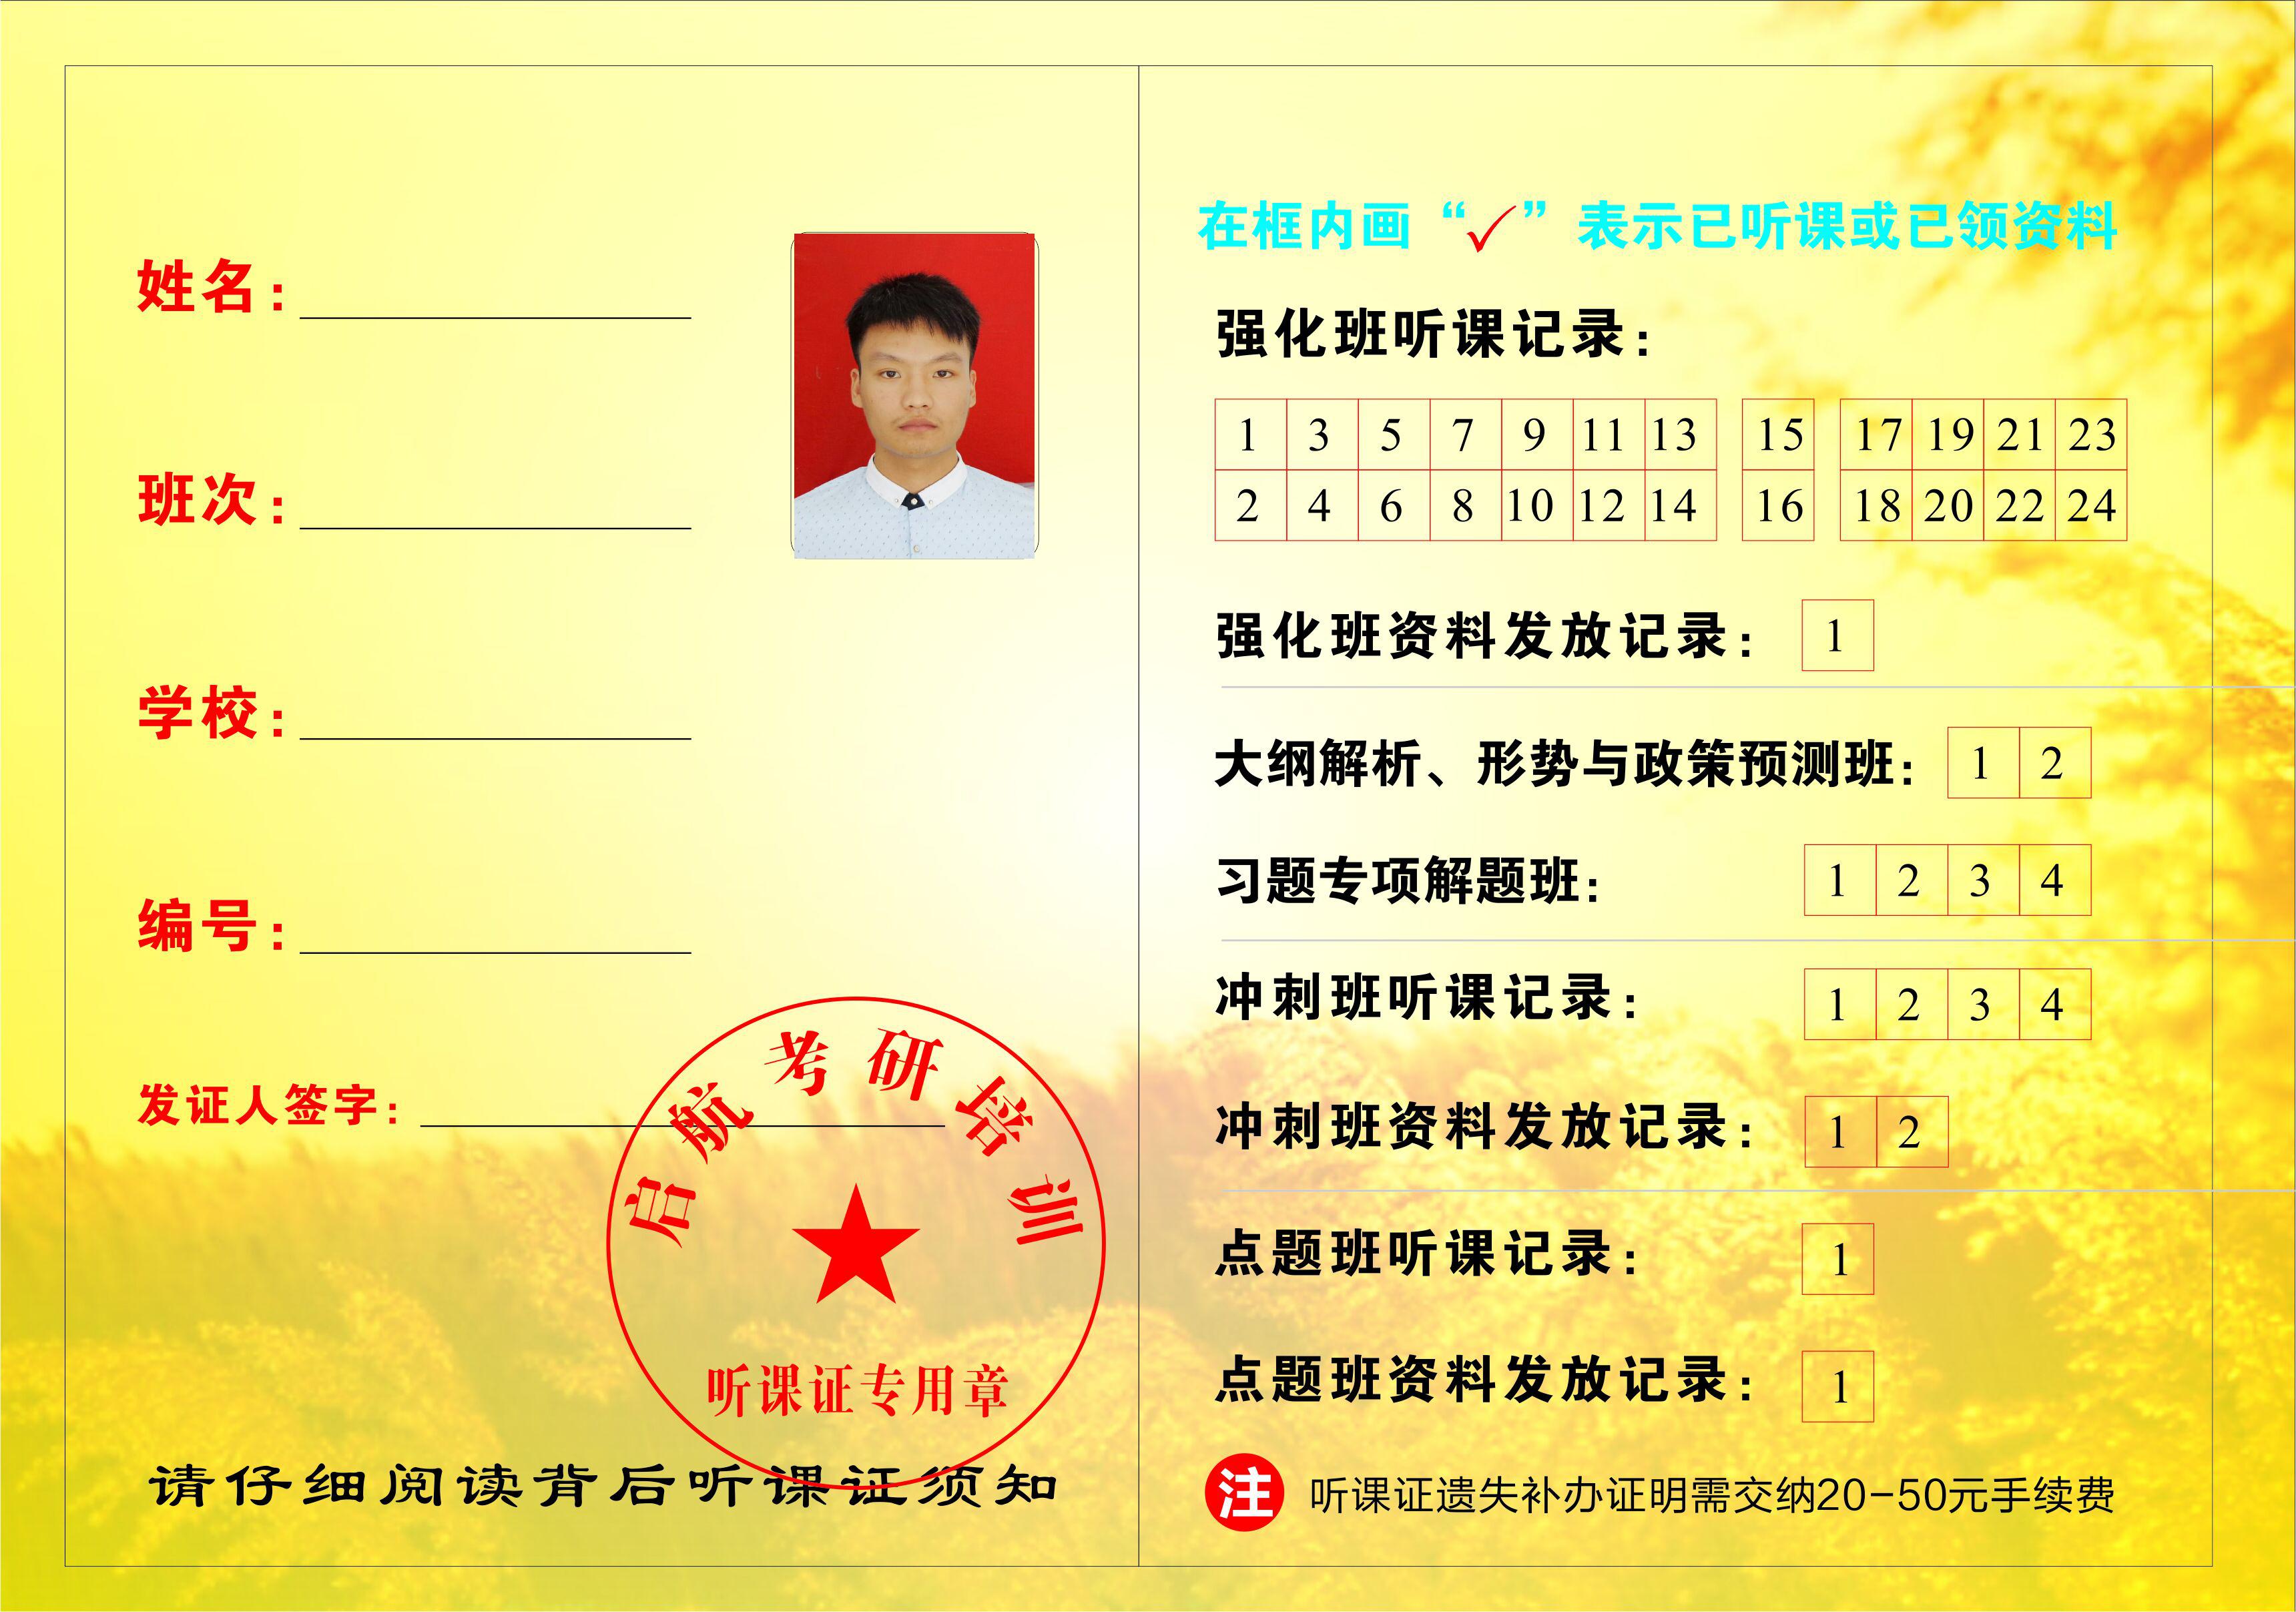 姓名：
班次：
学校：
编号：
发证人签字：
启航考研培训
听课证专用章
请仔细阅读背后听课证须知
在框内画“✓”表示已听课或已领资料
强化班听课记录：
1 3 5 7 9 11 13 15 17 19 21 23
2 4 6 8 10 12 14 16 18 20 22 24
强化班资料发放记录： 1
大纲解析、形势与政策预测班： 1 2
习题专项解题班： 1 2 3 4
冲刺班听课记录： 1 2 3 4
冲刺班资料发放记录： 1 2
点题班听课记录： 1
点题班资料发放记录： 1
注 听课证遗失补办证明需交纳20-50元手续费